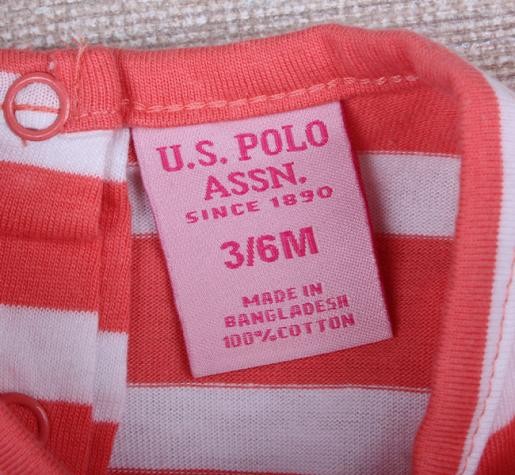 U.S. POLO
ASSN.
SINCE 1890
3/6M
MADE IN
BANGLADESH
100%COTTON